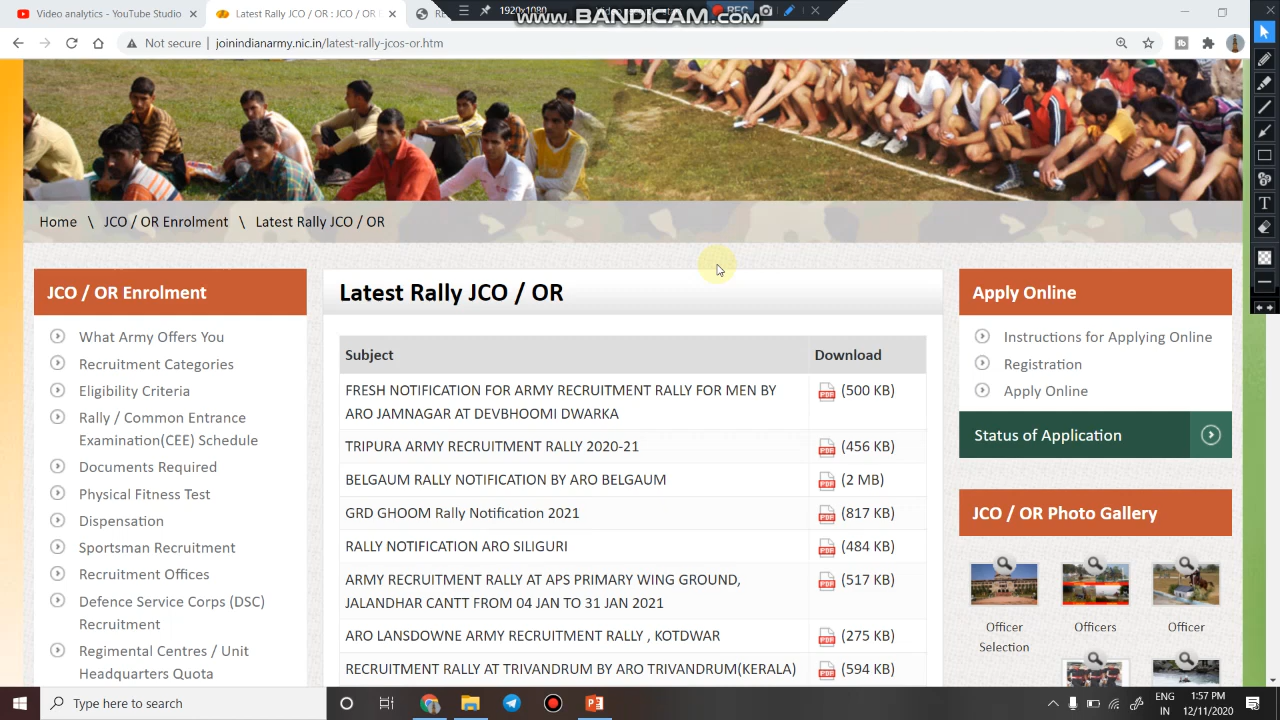 Video analytics - YouTube Studio
Latest Rally JCO / OR : JCO / OR
1920-1080
REC
www.BANDICAM.com
Not secure
joinindianarmy.nic.in/latest-rally-jcos-or.htm
Home \ JCO / OR Enrolment \ Latest Rally JCO / OR
JCO / OR Enrolment
What Army Offers You
Recruitment Categories
Eligibility Criteria
Rally / Common Entrance
Examination(CEE) Schedule
Documents Required
Physical Fitness Test
Dispensation
Sportsman Recruitment
Recruitment Offices
Defence Service Corps (DSC)
Recruitment
Regimental Centres / Unit
Headquarters Quota
Latest Rally JCO / OR
Subject Download
FRESH NOTIFICATION FOR ARMY RECRUITMENT RALLY FOR MEN BY (500 KB)
ARO JAMNAGAR AT DEVBHOOMI DWARKA
TRIPURA ARMY RECRUITMENT RALLY 2020-21 (456 KB)
BELGAUM RALLY NOTIFICATION BY ARO BELGAUM (2 MB)
GRD GHOOM Rally Notification 2021 (817 KB)
RALLY NOTIFICATION ARO SILIGURI (484 KB)
ARMY RECRUITMENT RALLY AT APS PRIMARY WING GROUND, (517 KB)
JALANDHAR CANTT FROM 04 JAN TO 31 JAN 2021
ARO LANSDOWNE ARMY RECRUITMENT RALLY , KOTDWAR (275 KB)
RECRUITMENT RALLY AT TRIVANDRUM BY ARO TRIVANDRUM(KERALA) (594 KB)
Apply Online
Instructions for Applying Online
Registration
Apply Online
Status of Application
JCO / OR Photo Gallery
Officer
Selection
Officers
Officer
Type here to search
ENG
IN
1:57 PM
12/11/2020